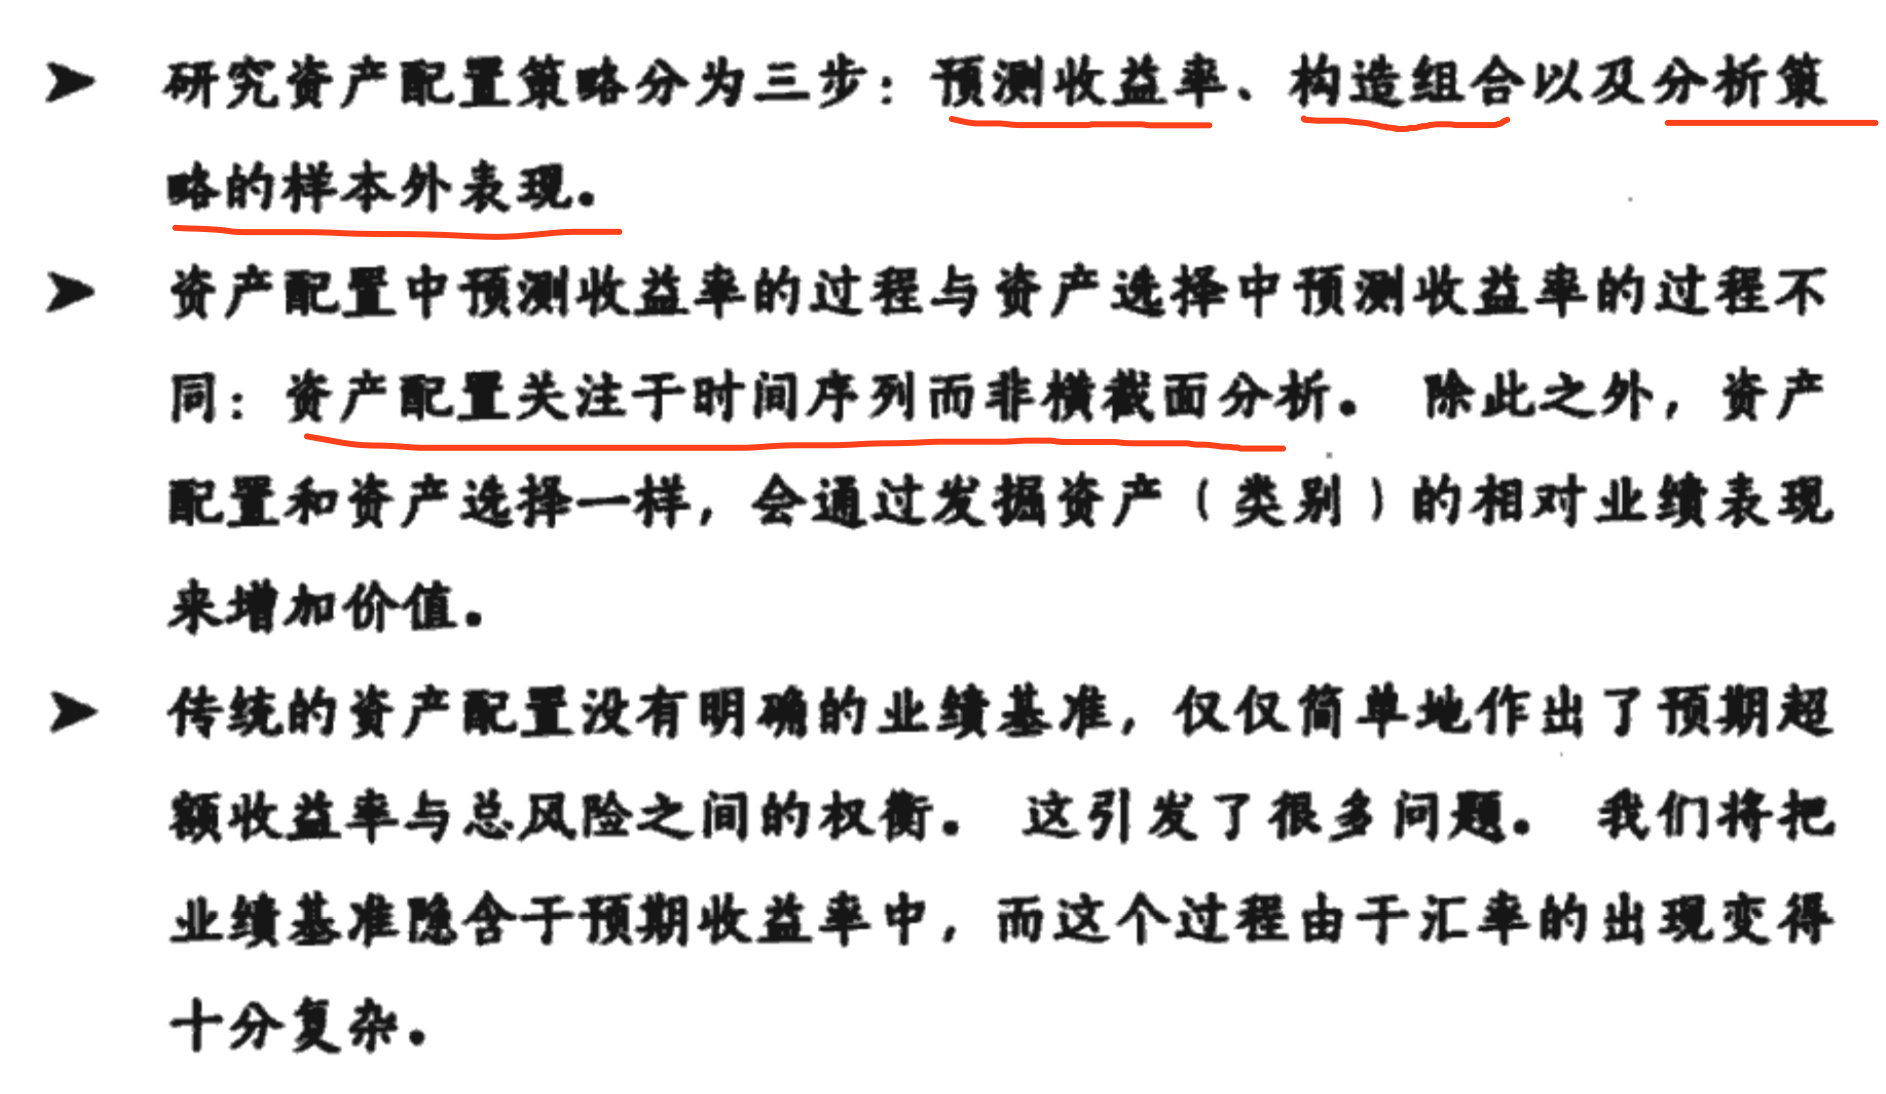 ➤ 研究资产配置策略分为三步：预测收益率、构造组合以及分析策
略的样本外表现。
➤ 资产配置中预测收益率的过程与资产选择中预测收益率的过程不
同：资产配置关注于时间序列而非横截面分析。 除此之外，资产
配置和资产选择一样，会通过发掘资产（类别）的相对业绩表现
来增加价值。
➤ 传统的资产配置没有明确的业绩基准，仅仅简单地作出了预期超
额收益率与总风险之间的权衡。 这引发了很多问题。 我们将把
业绩基准隐含于预期收益率中，而这个过程由于汇率的出现变得
十分复杂。